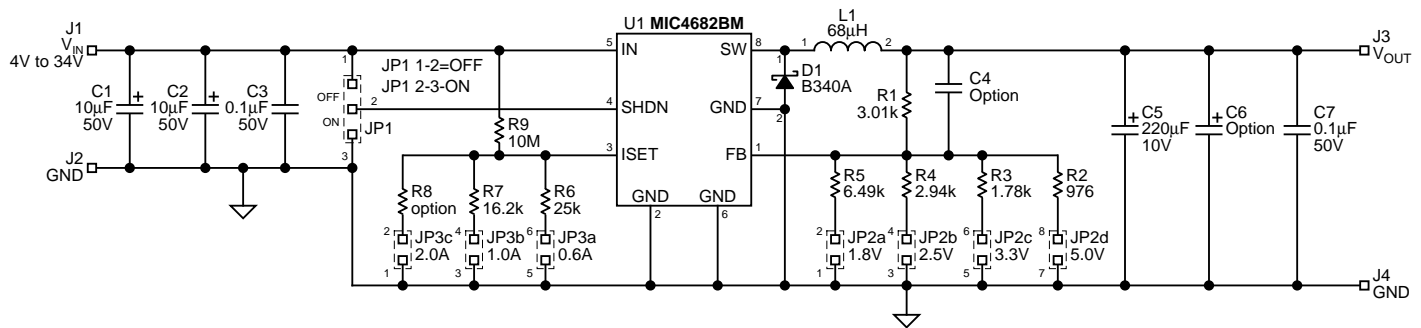 J1
VIN
4V to 34V
J2
GND
C1
10µF
50V
+
C2
10µF
50V
+
C3
0.1µF
50V
1
OFF
2
ON
3
JP1
JP1 1-2=OFF
JP1 2-3-ON
R9
10M
R8
option
R7
16.2k
R6
25k
2
JP3c
2.0A
1
4
JP3b
1.0A
3
6
JP3a
0.6A
5
U1 MIC4682BM
5
IN
SW
8
4
SHDN
GND
7
3
ISET
FB
1
GND
2
GND
6
L1
68µH
1
2
1
D1
B340A
2
R1
3.01k
C4
Option
R5
6.49k
R4
2.94k
R3
1.78k
R2
976
2
JP2a
1.8V
1
4
JP2b
2.5V
3
6
JP2c
3.3V
5
8
JP2d
5.0V
7
+
C5
220µF
10V
+
C6
Option
C7
0.1µF
50V
J3
VOUT
J4
GND